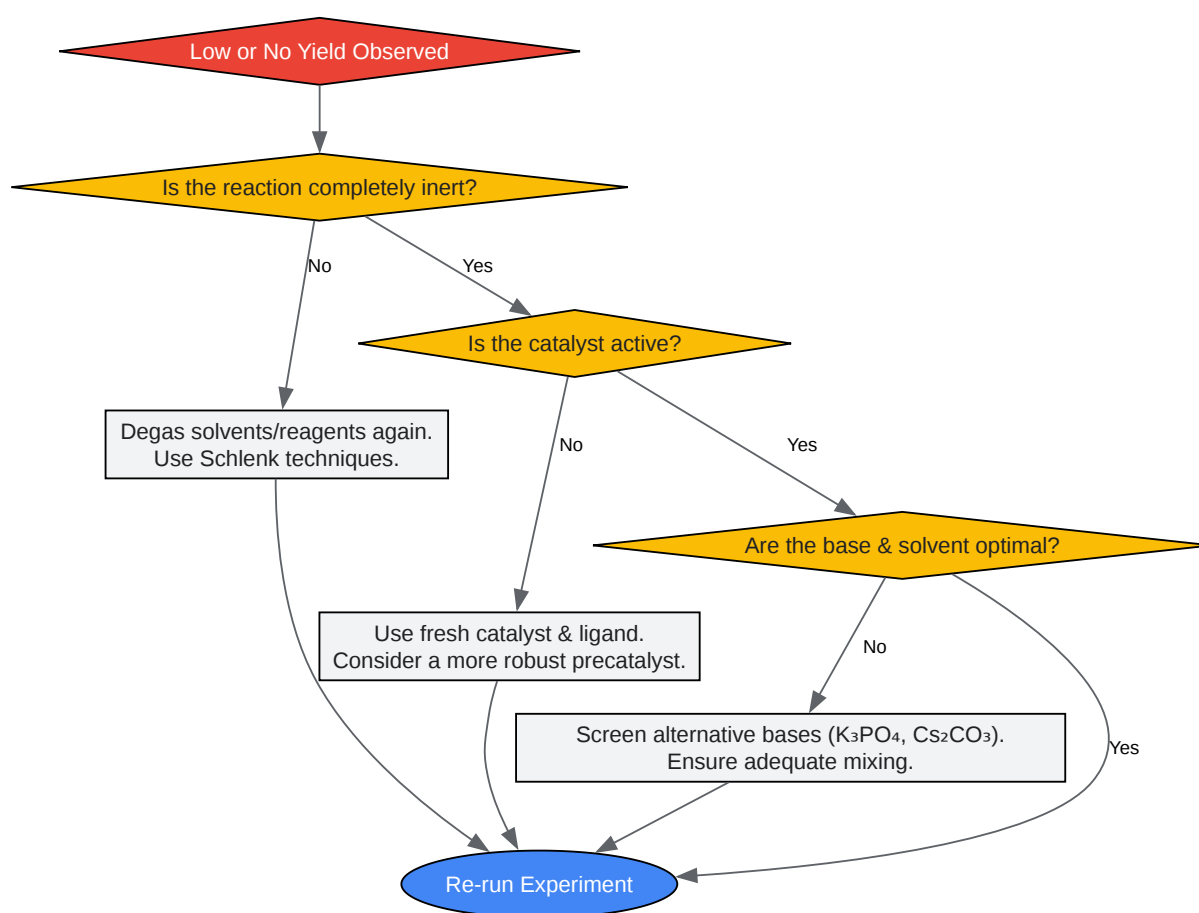 Low or No Yield Observed
Is the reaction completely inert?
No
Yes
Is the catalyst active?
Degas solvents/reagents again.
Use Schlenk techniques.
No
Yes
Are the base & solvent optimal?
Use fresh catalyst & ligand.
Consider a more robust precatalyst.
No
Screen alternative bases (K₃PO₄, Cs₂CO₃).
Ensure adequate mixing.
Yes
Re-run Experiment